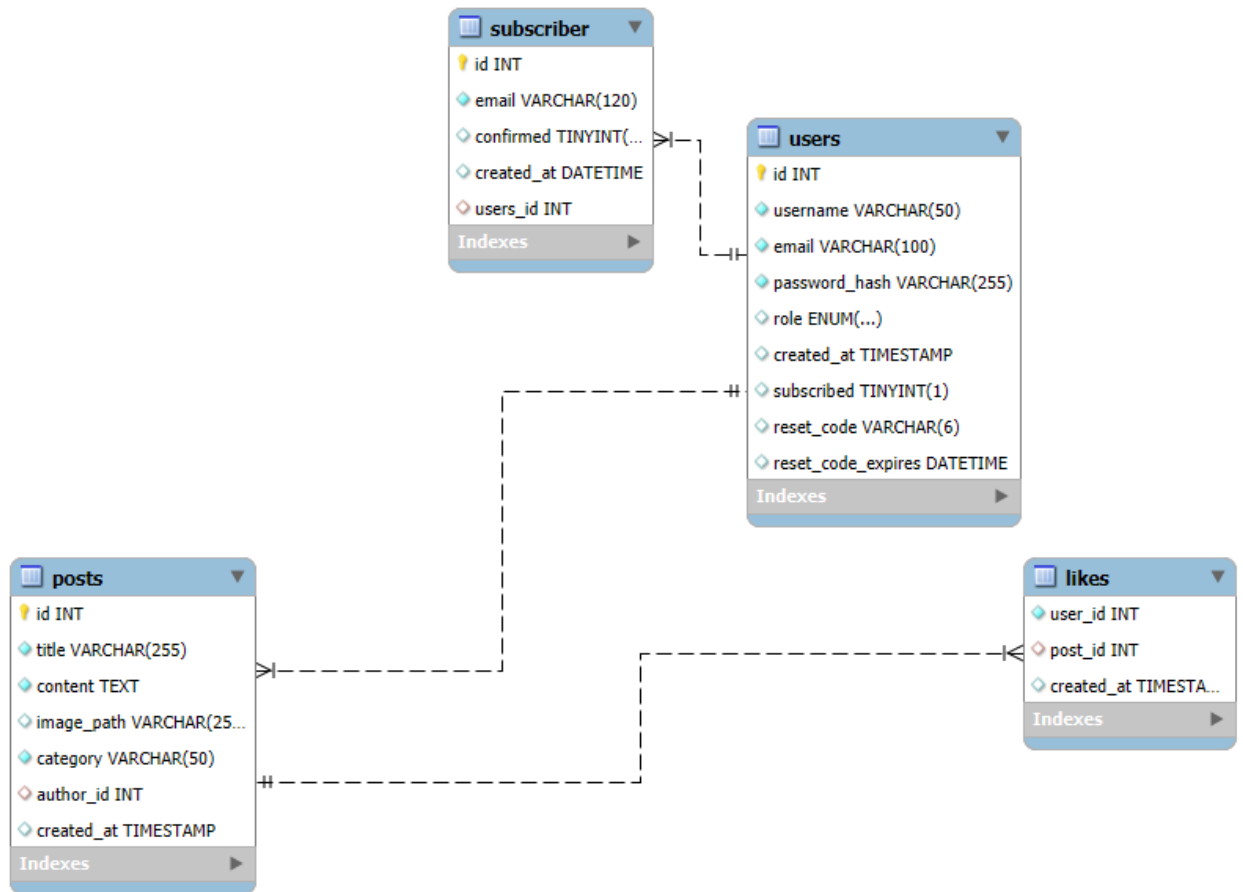 subscriber
id INT
email VARCHAR(120)
confirmed TINYINT(...
created_at DATETIME
users_id INT
Indexes
users
id INT
username VARCHAR(50)
email VARCHAR(100)
password_hash VARCHAR(255)
role ENUM(...)
created_at TIMESTAMP
subscribed TINYINT(1)
reset_code VARCHAR(6)
reset_code_expires DATETIME
Indexes
posts
id INT
title VARCHAR(255)
content TEXT
image_path VARCHAR(25...
category VARCHAR(50)
author_id INT
created_at TIMESTAMP
Indexes
likes
user_id INT
post_id INT
created_at TIMESTA...
Indexes